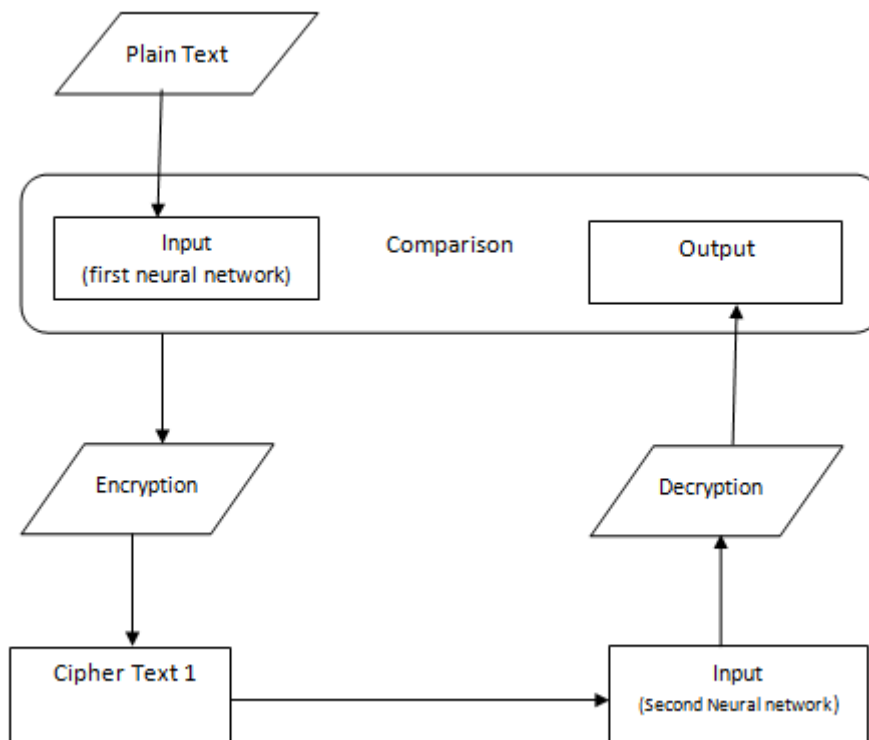 Plain Text
Input
(first neural network)
Comparison
Output
Encryption
Decryption
Cipher Text 1
Input
(Second Neural network)